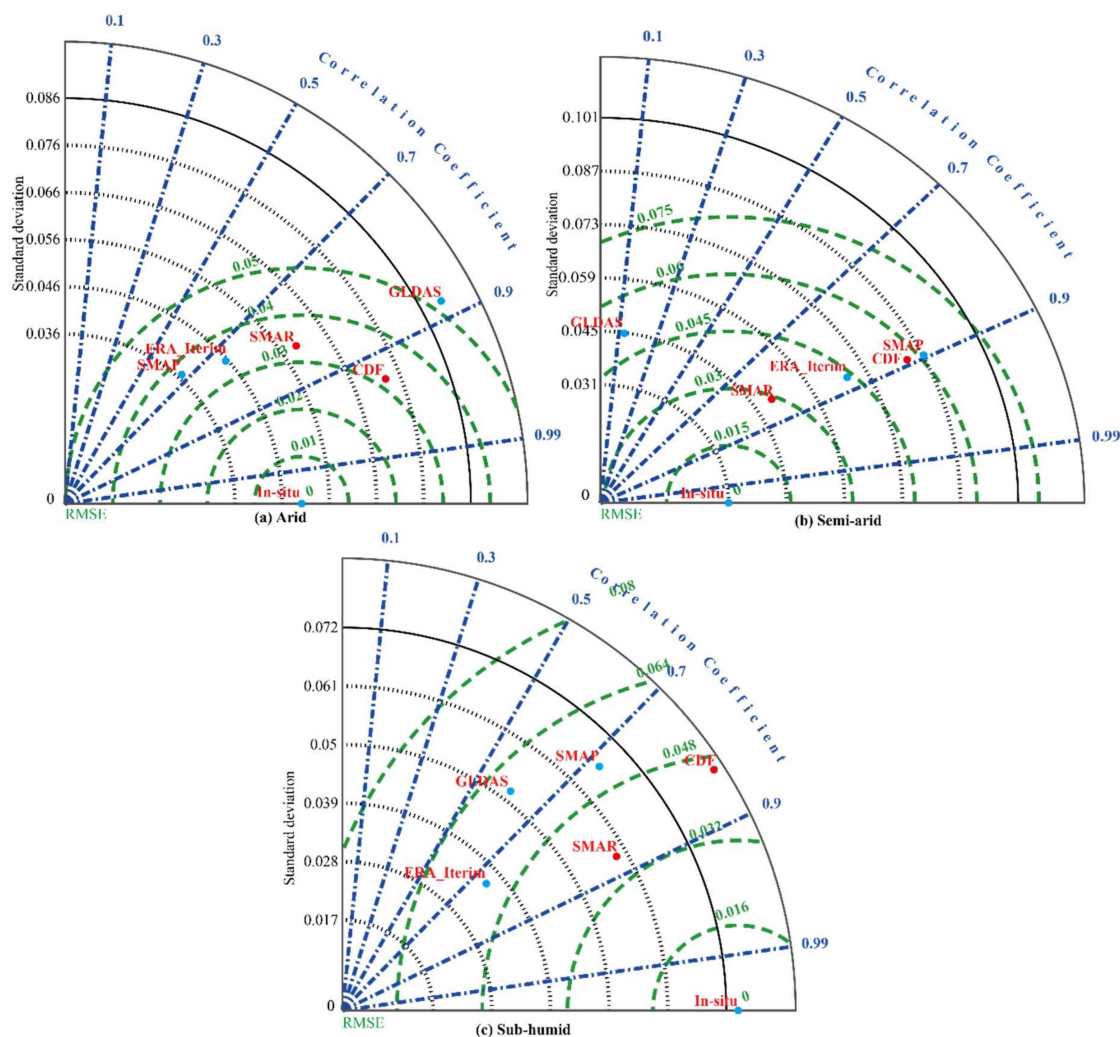 0.1
0.3
0.5
0.7
0.9
0.99
Correlation Coefficient
Standard deviation
0.086
0.076
0.066
0.056
0.046
0.036
0
0.05
0.04
0.03
0.02
0.01
0
GLDAS
SMAR
ERA_Iterim
SMAP
CDF
In-situ
RMSE
(a) Arid
0.1
0.3
0.5
0.7
0.9
0.99
Correlation Coefficient
Standard deviation
0.101
0.087
0.073
0.059
0.045
0.031
0
0.075
0.06
0.045
0.03
0.015
0
GLDAS
SMAP
CDF
ERA_Iterim
SMAR
In-situ
RMSE
(b) Semi-arid
0.1
0.3
0.5
0.7
0.9
0.99
Correlation Coefficient
Standard deviation
0.072
0.061
0.05
0.039
0.028
0.017
0
0.08
0.064
0.048
0.032
0.016
0
SMAP
CDF
GLDAS
SMAR
ERA_Iterim
In-situ
RMSE
(c) Sub-humid